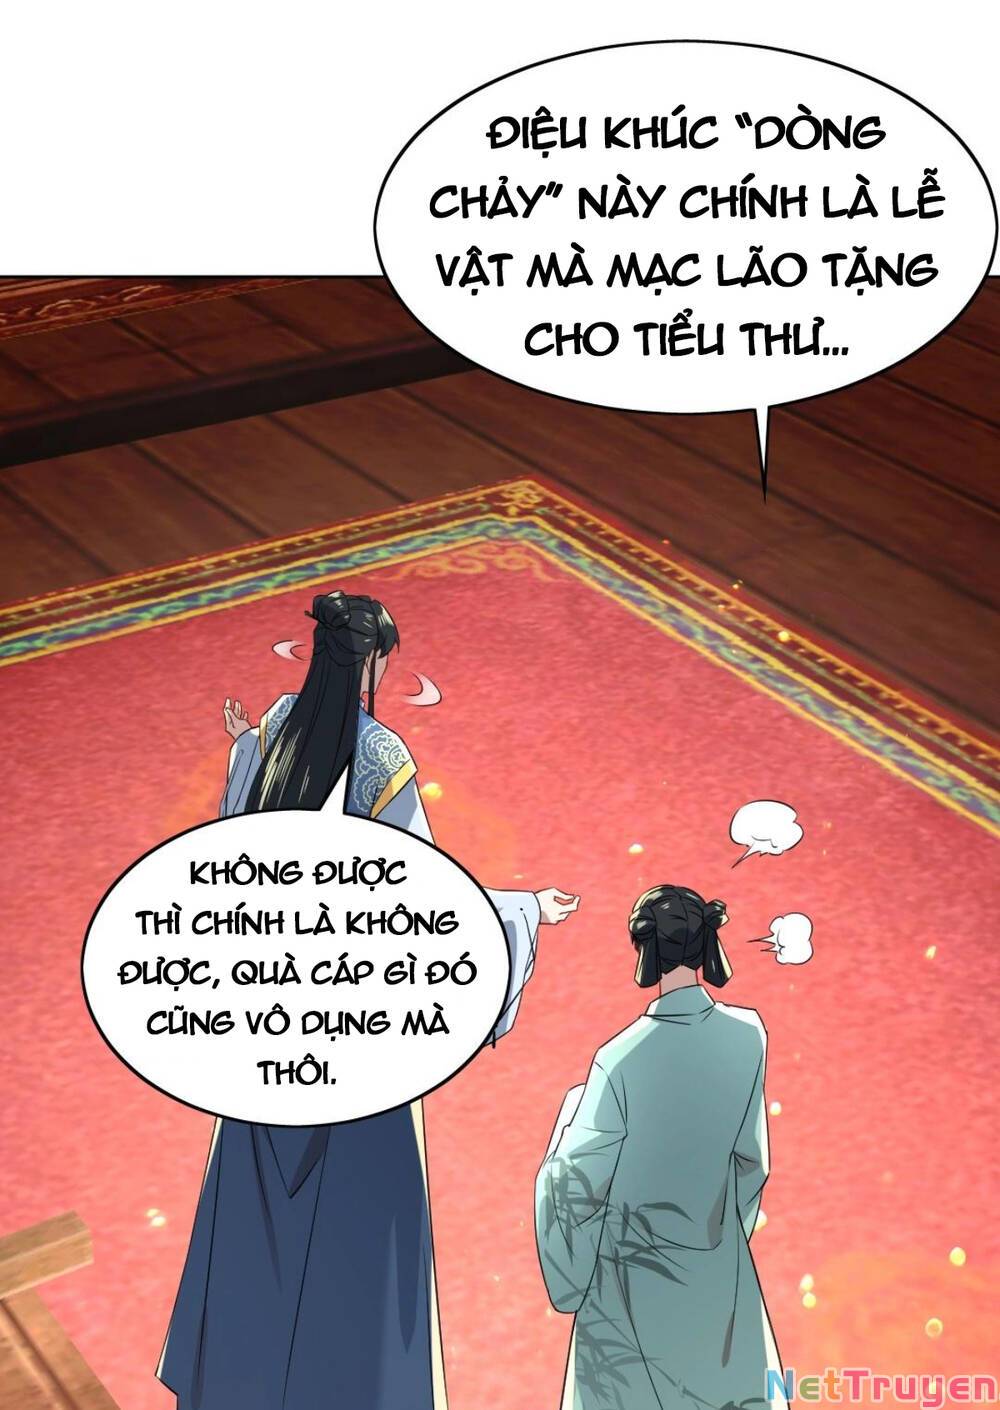 ĐIỆU KHÚC “DÒNG
CHẢY” NÀY CHÍNH LÀ LỄ
VẬT MÀ MẠC LÃO TẶNG
CHO TIỂU THƯ...
KHÔNG ĐƯỢC
THÌ CHÍNH LÀ KHÔNG
ĐƯỢC, QUÀ CÁP GÌ ĐÓ
CŨNG VÔ DỤNG MÀ
THÔI.
NetTruyen